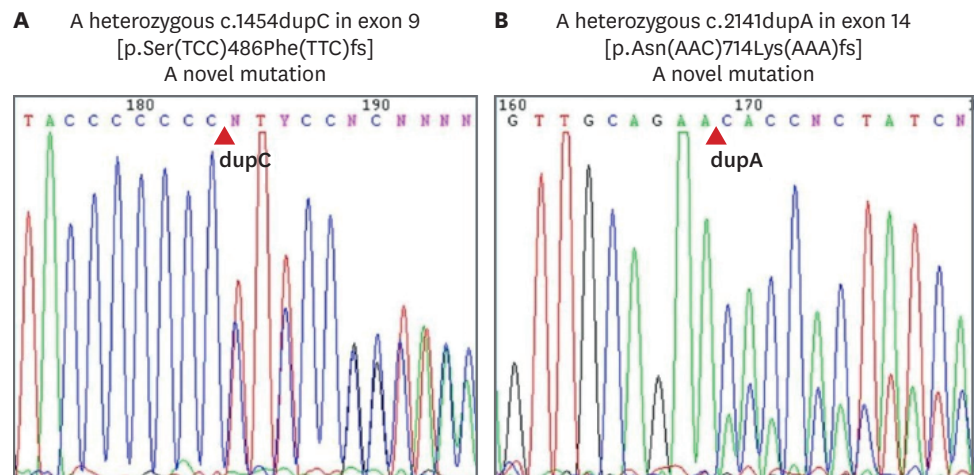 A A heterozygous c.1454dupC in exon 9
[p.Ser(TCC)486Phe(TTC)fs]
A novel mutation
180 190
T A C C C C C C C N T Y C C N C N N N N
dupC
B A heterozygous c.2141dupA in exon 14
[p.Asn(AAC)714Lys(AAA)fs]
A novel mutation
160 170
G T T G C A G A A C A C C N C T A T C N
dupA